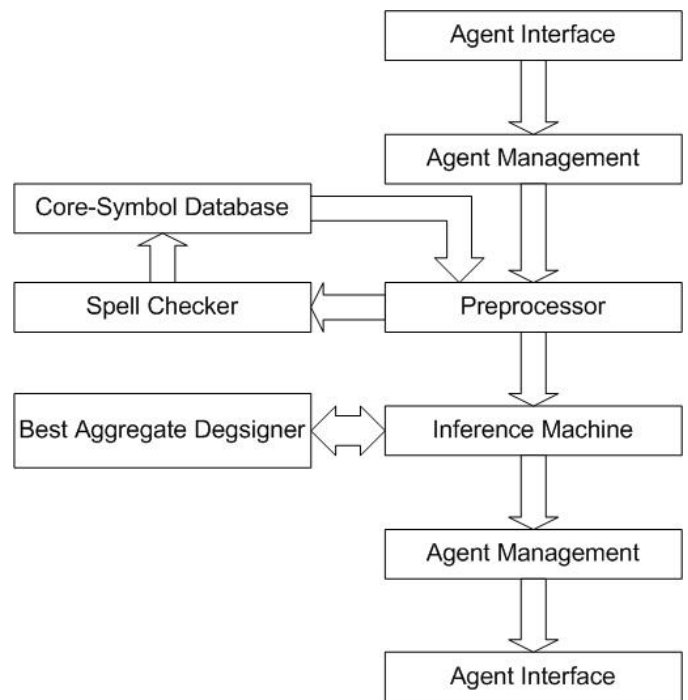 Agent Interface
Agent Management
Core-Symbol Database
Spell Checker
Preprocessor
Best Aggregate Degsigner
Inference Machine
Agent Management
Agent Interface